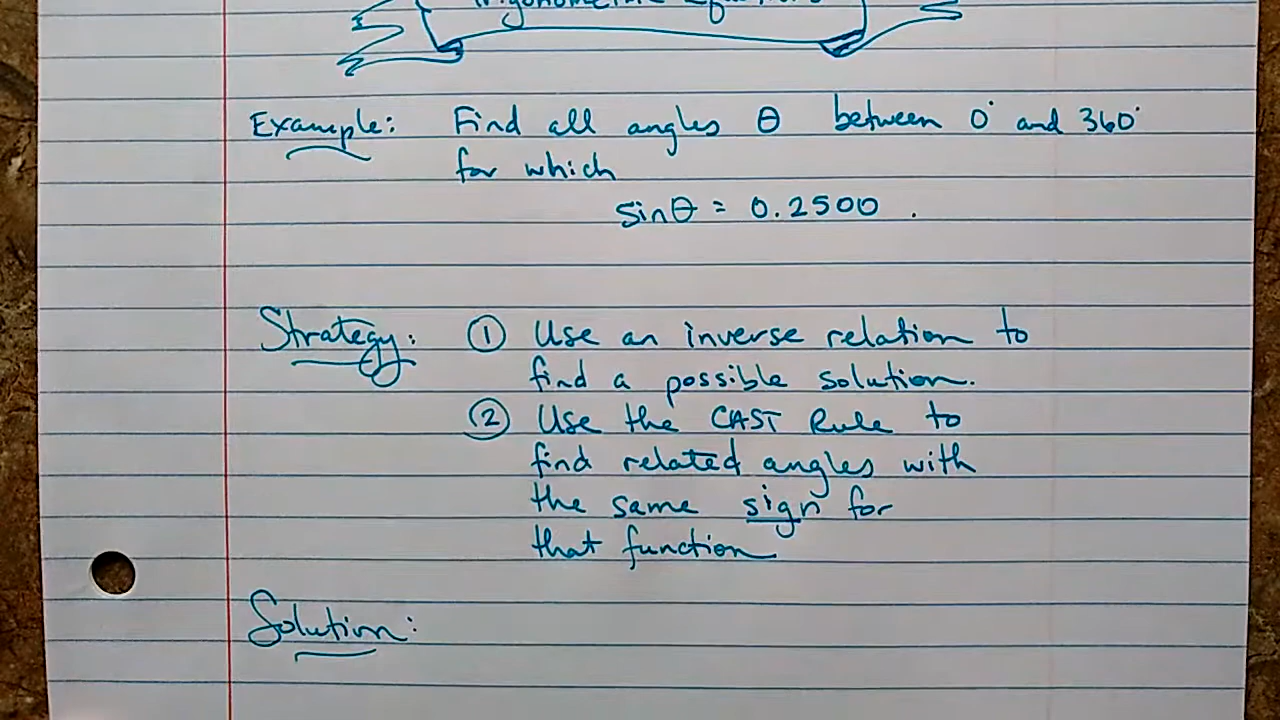 Trigonometric Equations
Example: Find all angles θ between 0° and 360°
for which
sinθ = 0.2500 .
Strategy: ① Use an inverse relation to
find a possible solution.
② Use the CAST Rule to
find related angles with
the same sign for
that function
Solution: